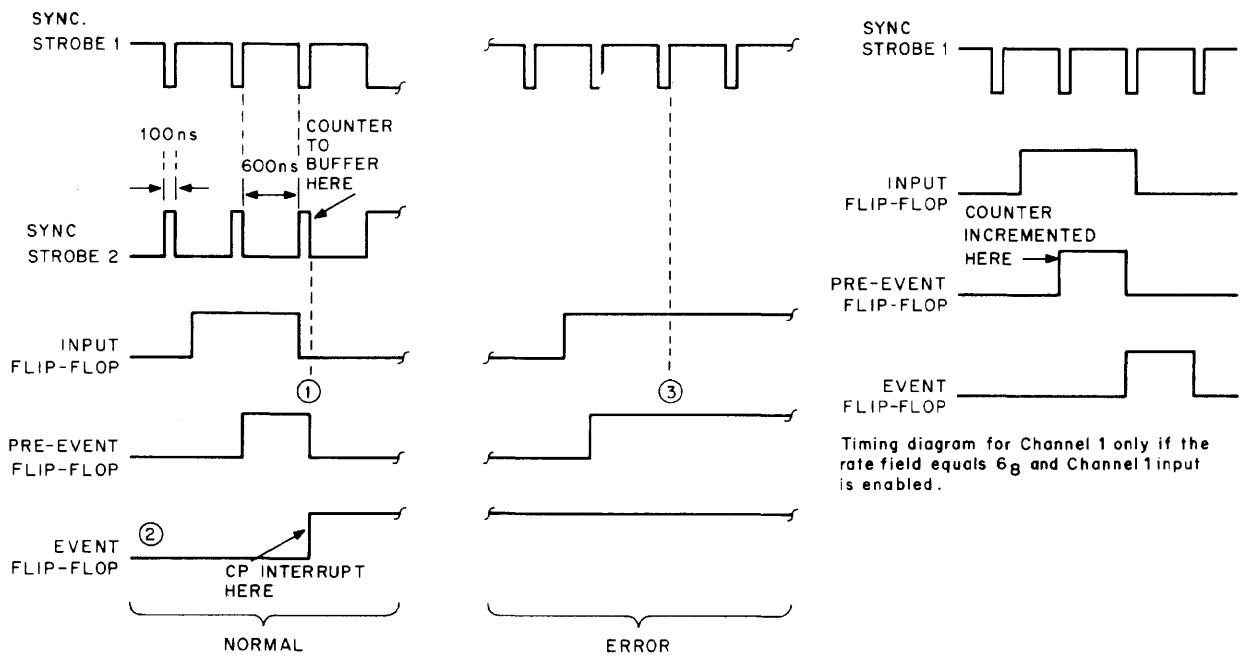 SYNC.
STROBE 1
SYNC
STROBE 1
100ns
600ns
COUNTER
TO
BUFFER
HERE
SYNC
STROBE 2
INPUT
FLIP-FLOP
COUNTER
INCREMENTED
HERE
INPUT
FLIP-FLOP
1
3
PRE-EVENT
FLIP-FLOP
EVENT
FLIP-FLOP
PRE-EVENT
FLIP-FLOP
Timing diagram for Channel 1 only if the
rate field equals 6₈ and Channel 1 input
is enabled.
2
EVENT
FLIP-FLOP
CP INTERRUPT
HERE
NORMAL
ERROR